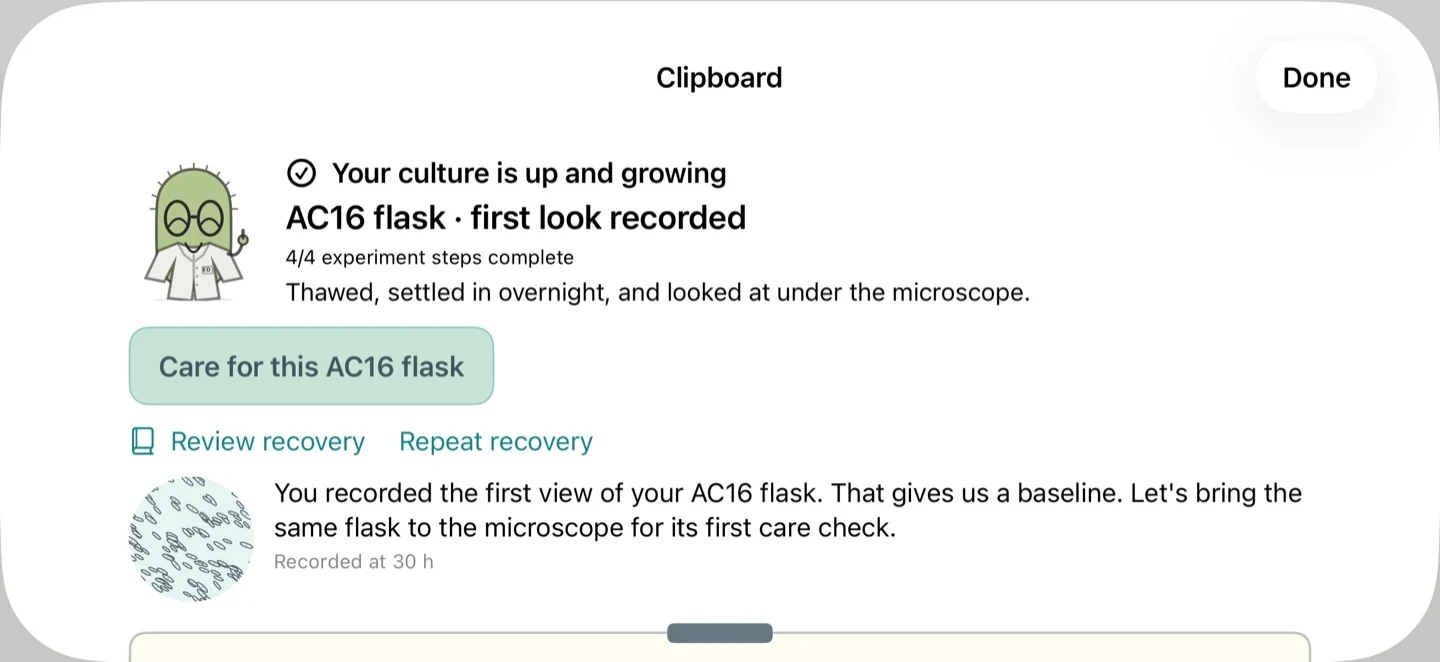 Clipboard
Done
Your culture is up and growing
AC16 flask · first look recorded
4/4 experiment steps complete
Thawed, settled in overnight, and looked at under the microscope.
Care for this AC16 flask
Review recovery
Repeat recovery
You recorded the first view of your AC16 flask. That gives us a baseline. Let's bring the
same flask to the microscope for its first care check.
Recorded at 30 h